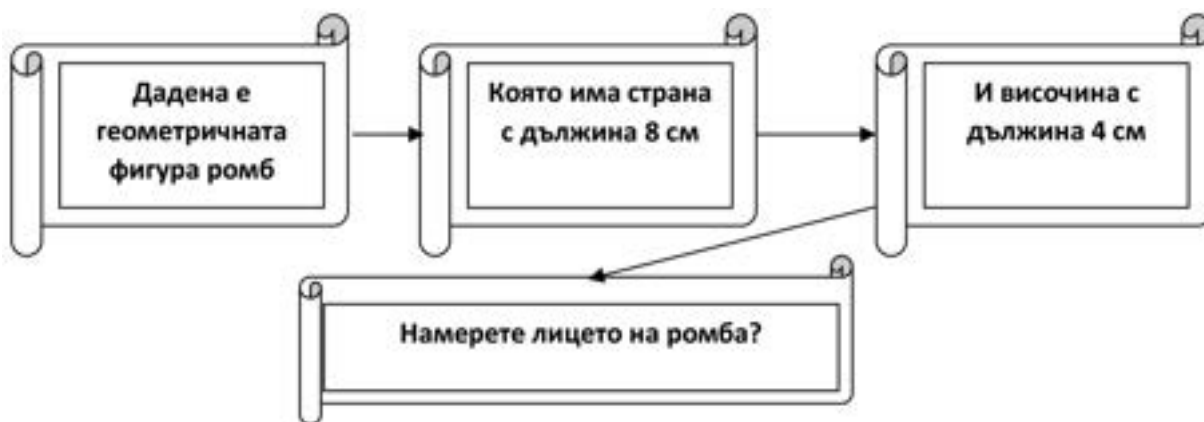 Дадена е
геометричната
фигура ромб
Която има страна
с дължина 8 см
И височина с
дължина 4 см
Намерете лицето на ромба?